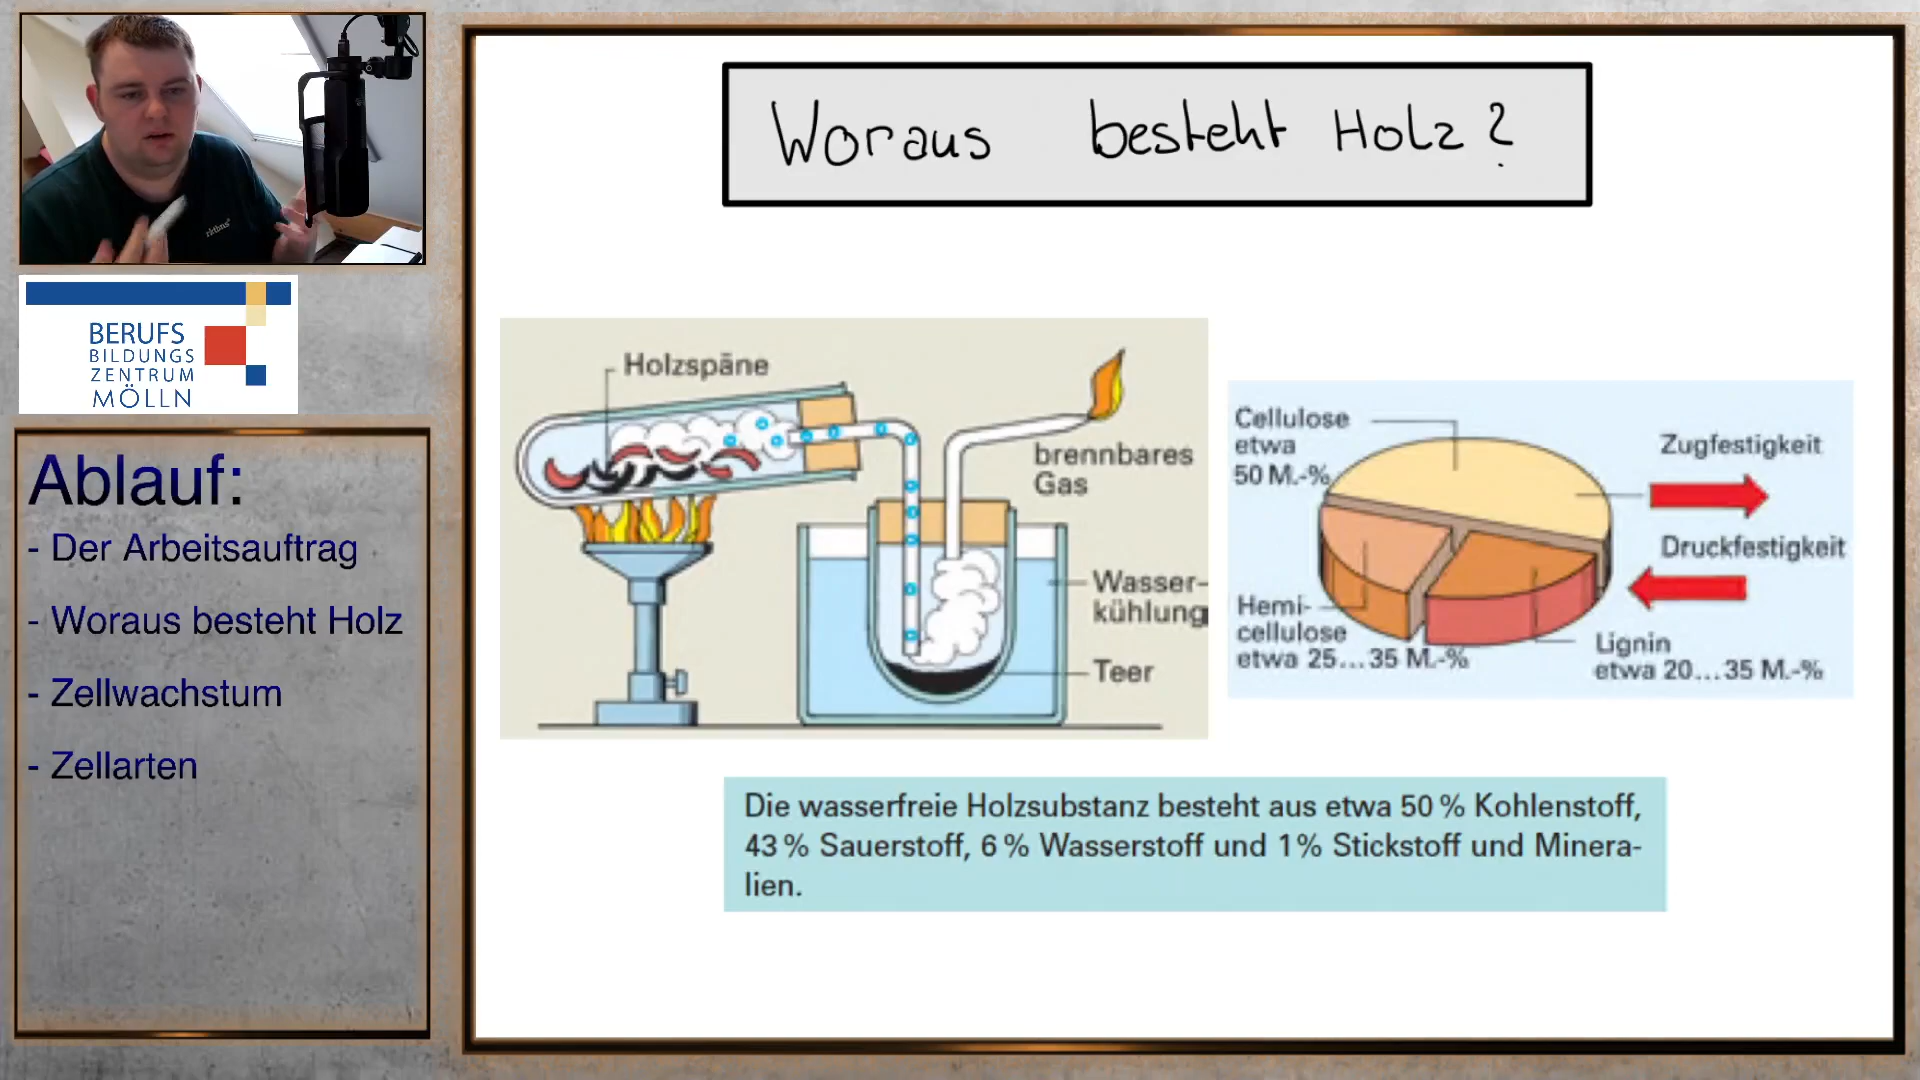 BERUFS
BILDUNGS
ZENTRUM
MÖLLN
Ablauf:
- Der Arbeitsauftrag
- Woraus besteht Holz
- Zellwachstum
- Zellarten
Woraus besteht Holz?
Holzspäne
brennbares
Gas
Wasser-
kühlung
Teer
Cellulose
etwa
50 M.-%
Zugfestigkeit
Druckfestigkeit
Hemi-
cellulose
etwa 25...35 M.-%
Lignin
etwa 20...35 M.-%
Die wasserfreie Holzsubstanz besteht aus etwa 50 % Kohlenstoff,
43 % Sauerstoff, 6 % Wasserstoff und 1 % Stickstoff und Minera-
lien.